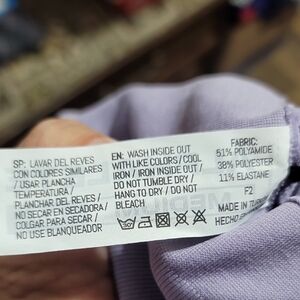 SP: LAVAR DEL REVES
CON COLORES SIMILARES
/ USAR PLANCHA
TEMPERATURA /
PLANCHAR DEL REVES /
NO SECAR EN SECADORA /
COLGAR PARA SECAR /
NO USE BLANQUEADOR
EN: WASH INSIDE OUT
WITH LIKE COLORS / COOL
IRON / IRON INSIDE OUT /
DO NOT TUMBLE DRY /
HANG TO DRY / DO NOT
BLEACH
FABRIC:
51% POLYAMIDE
38% POLYESTER
11% ELASTANE
F2
MADE IN
HECHO